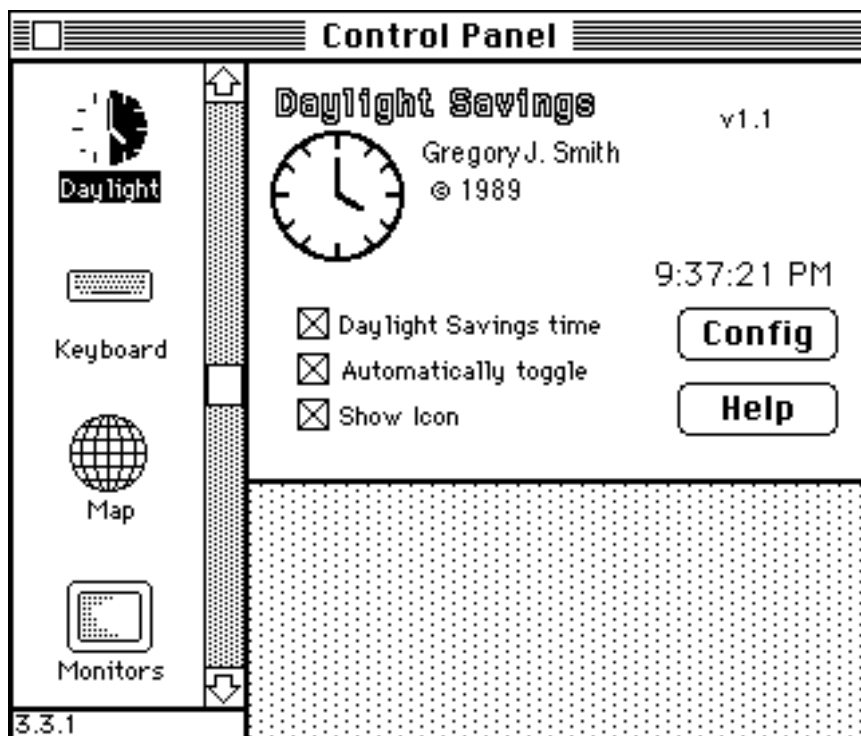 Control Panel
Daylight
Keyboard
Map
Monitors
3.3.1
Daylight Savings
v1.1
Gregory J. Smith
© 1989
9:37:21 PM
Daylight Savings time
Automatically toggle
Show Icon
Config
Help